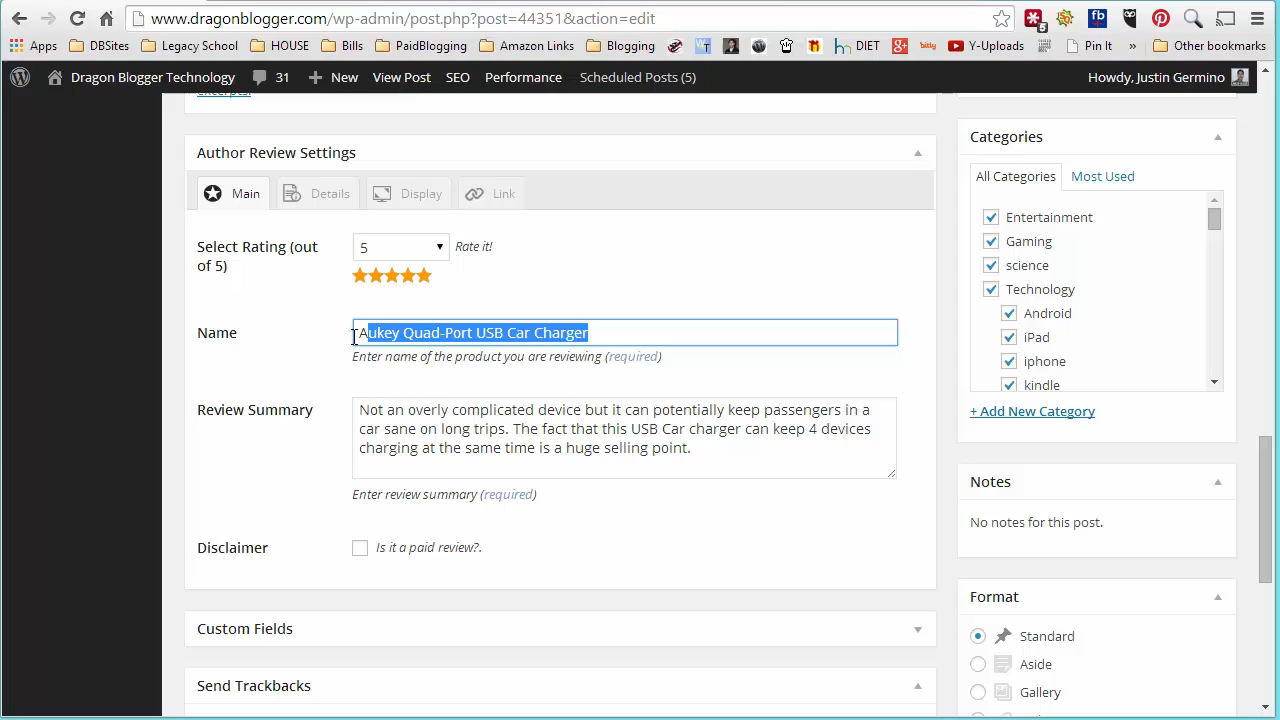 www.dragonblogger.com/wp-admin/post.php?post=44351&action=edit
5
fb
Apps DBSites Legacy School HOUSE Bills PaidBlogging Amazon Links Blogging DIET bitly Y-Uploads Pin It » Other bookmarks
Dragon Blogger Technology 31 New View Post SEO Performance Scheduled Posts (5) Howdy, Justin Germino
excerpts.
Author Review Settings
Main Details Display Link
Select Rating (out of 5)
5
Rate it!
Name
Aukey Quad-Port USB Car Charger
Enter name of the product you are reviewing (required)
Review Summary
Not an overly complicated device but it can potentially keep passengers in a
car sane on long trips. The fact that this USB Car charger can keep 4 devices
charging at the same time is a huge selling point.
Enter review summary (required)
Disclaimer
Is it a paid review?.
Custom Fields
Send Trackbacks
Categories
All Categories Most Used
Entertainment
Gaming
science
Technology
Android
iPad
iphone
kindle
+ Add New Category
Notes
No notes for this post.
Format
Standard
Aside
Gallery